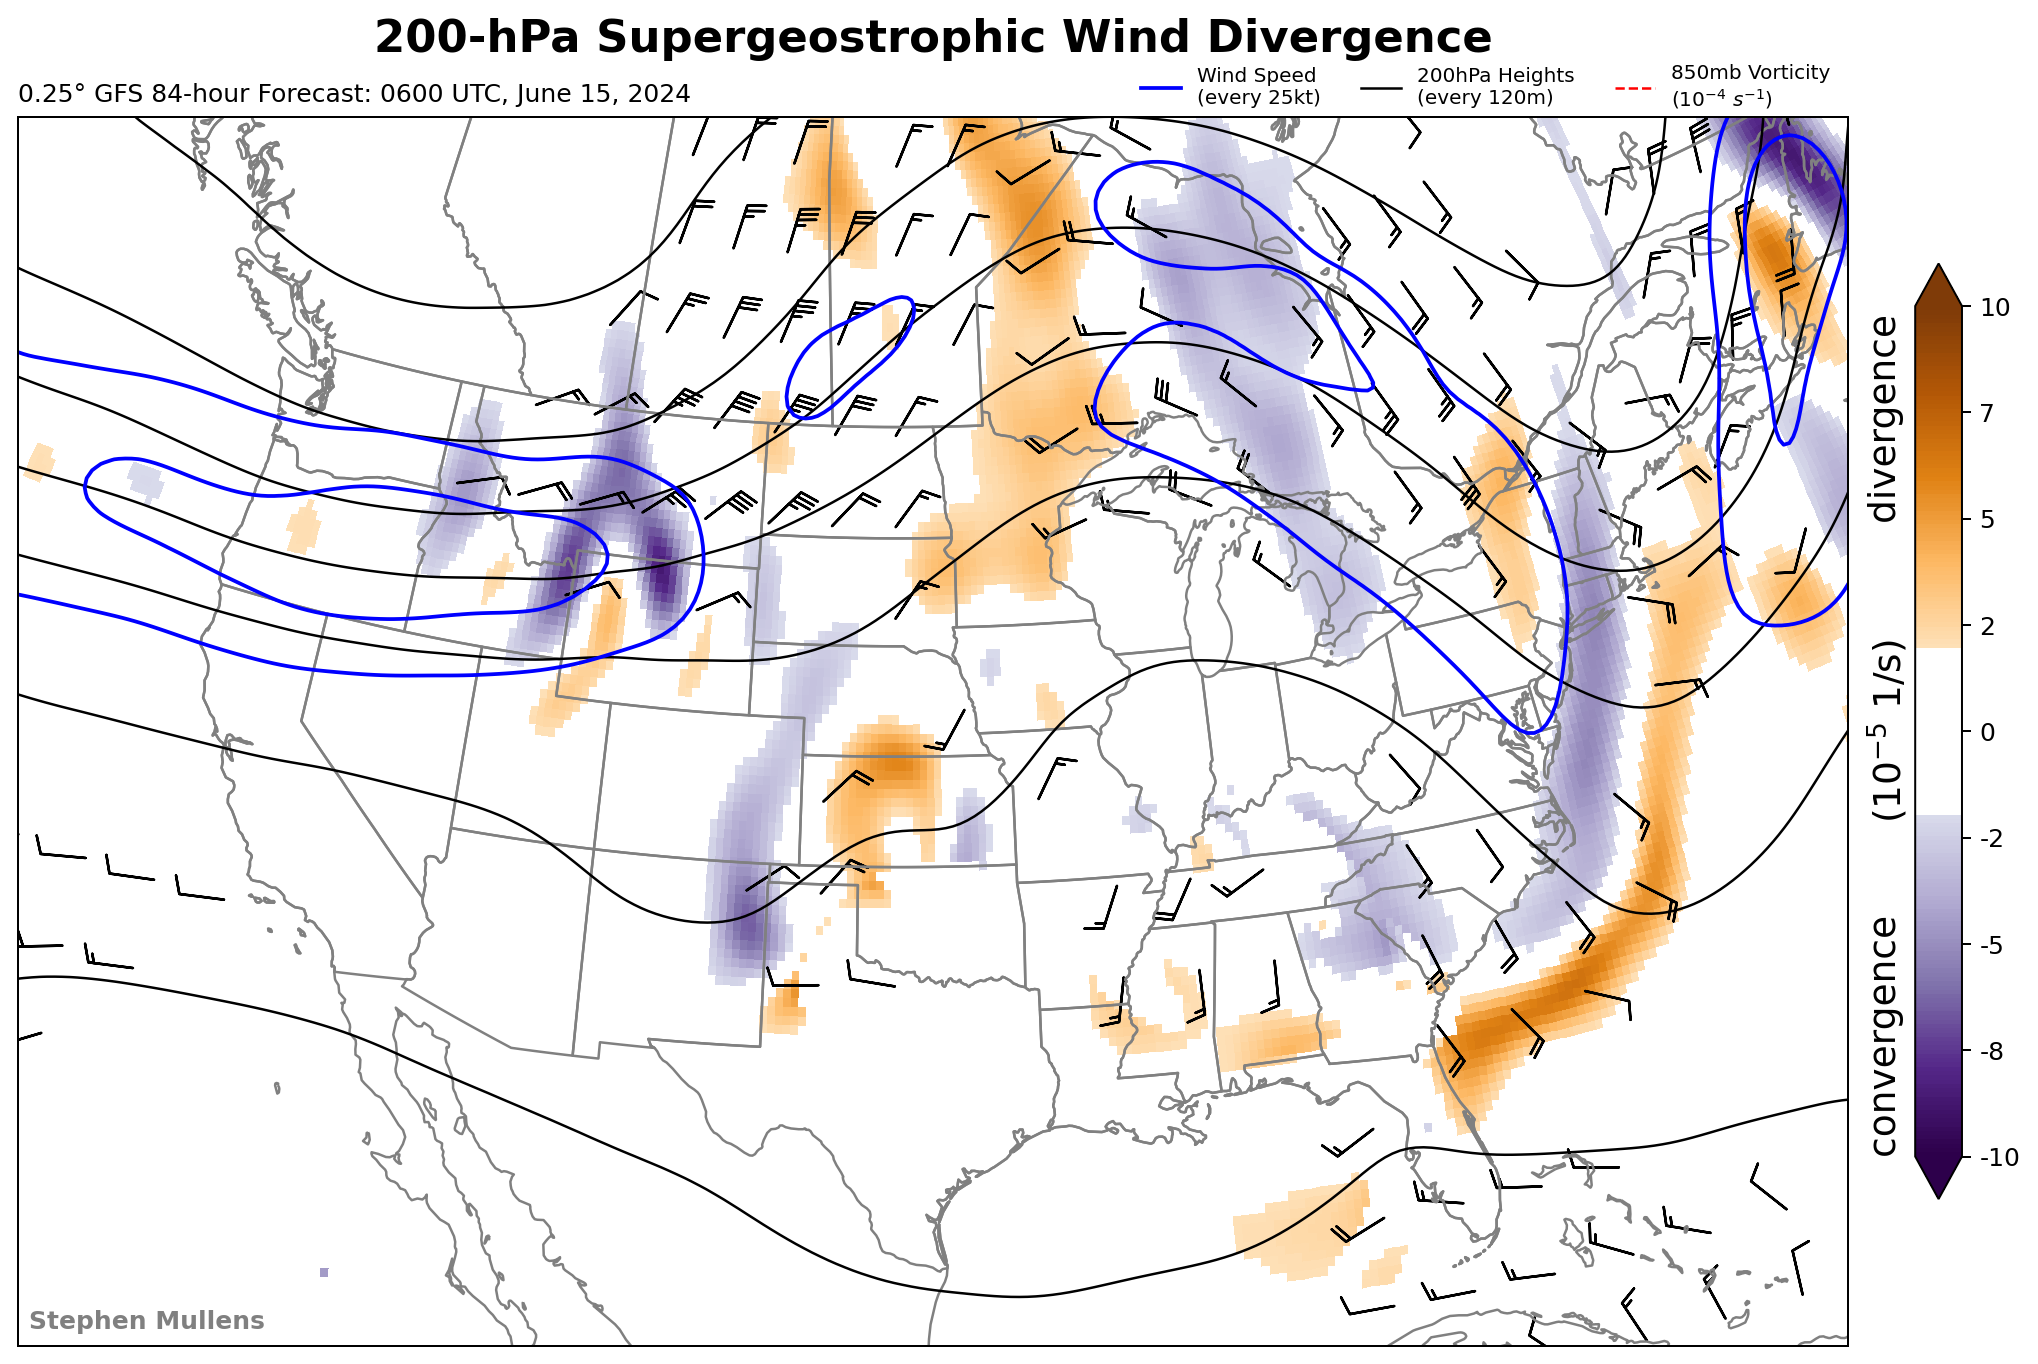 200-hPa Supergeostrophic Wind Divergence
0.25° GFS 84-hour Forecast: 0600 UTC, June 15, 2024
Wind Speed
(every 25kt)
200hPa Heights
(every 120m)
850mb Vorticity
(10⁻⁴ s⁻¹)
10
7
5
2
0
-2
-5
-8
-10
convergence (10⁻⁵ 1/s) divergence
Stephen Mullens